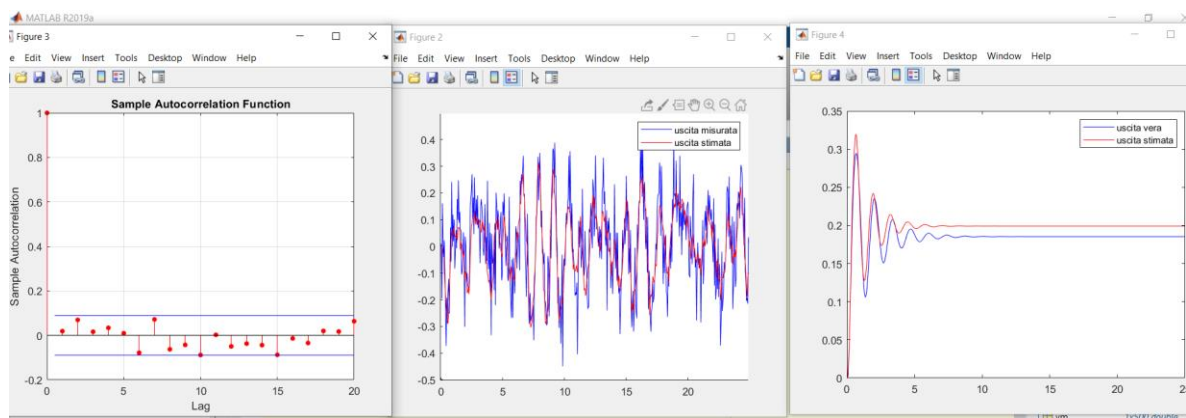 MATLAB R2019a
Figure 3
Edit View Insert Tools Desktop Window Help
Sample Autocorrelation Function
Sample Autocorrelation
1
0.8
0.6
0.4
0.2
0
-0.2
0 5 10 15 20
Lag
Figure 2
File Edit View Insert Tools Desktop Window Help
uscita misurata
uscita stimata
0.4
0.3
0.2
0.1
0
-0.1
-0.2
-0.3
-0.4
-0.5
0 5 10 15 20
Figure 4
File Edit View Insert Tools Desktop Window Help
uscita vera
uscita stimata
0.35
0.3
0.25
0.2
0.15
0.1
0.05
0
0 5 10 15 20 25